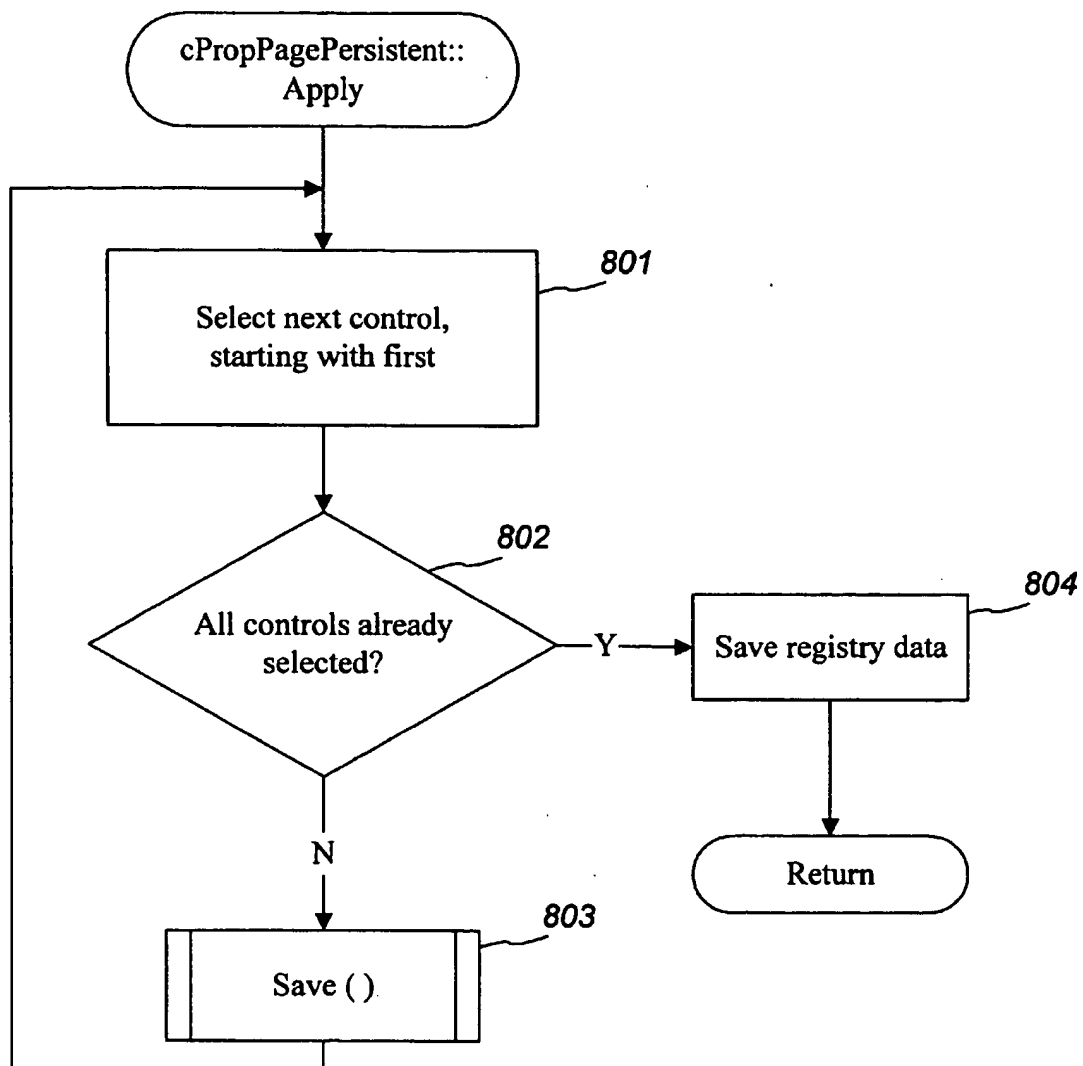 cPropPagePersistent::
Apply
801
Select next control,
starting with first
802
All controls already
selected?
Y
804
Save registry data
N
Return
803
Save ( )